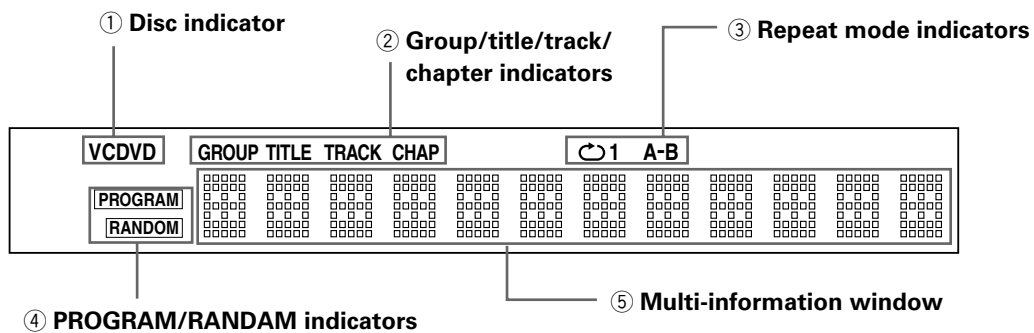 ① Disc indicator
② Group/title/track/
chapter indicators
③ Repeat mode indicators
VCDVD GROUP TITLE TRACK CHAP 1 A-B
PROGRAM
RANDOM
④ PROGRAM/RANDAM indicators
⑤ Multi-information window